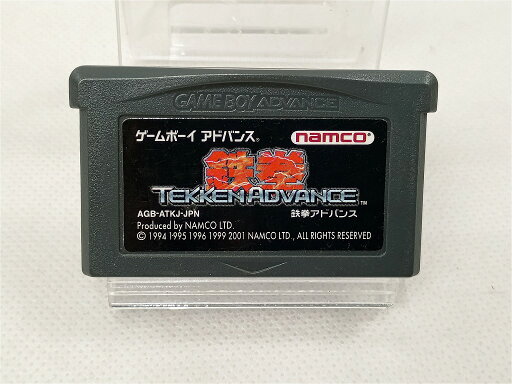 GAME BOY ADVANCE
ゲームボーイ アドバンス® namco®
鉄拳
TEKKEN ADVANCE™
AGB-ATKJ-JPN 鉄拳アドバンス
Produced by NAMCO LTD.
© 1994 1995 1996 1999 2001 NAMCO LTD., ALL RIGHTS RESERVED